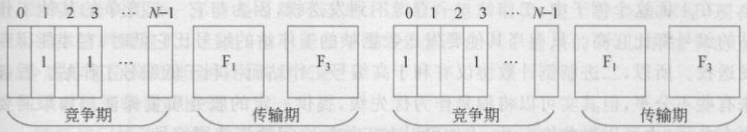 0 1 2 3 … N–1 0 1 2 3 … N–1
1 1 … F₁ F₃ 1 1 … F₁ F₃
竞争期 传输期 竞争期 传输期